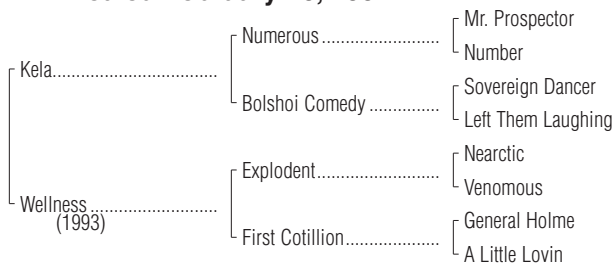 Mr. Prospector
Numerous
Number
Kela
Sovereign Dancer
Bolshoi Comedy
Left Them Laughing
Nearctic
Explodent
Venomous
Wellness
(1993)
General Holme
First Cotillion
A Little Lovin